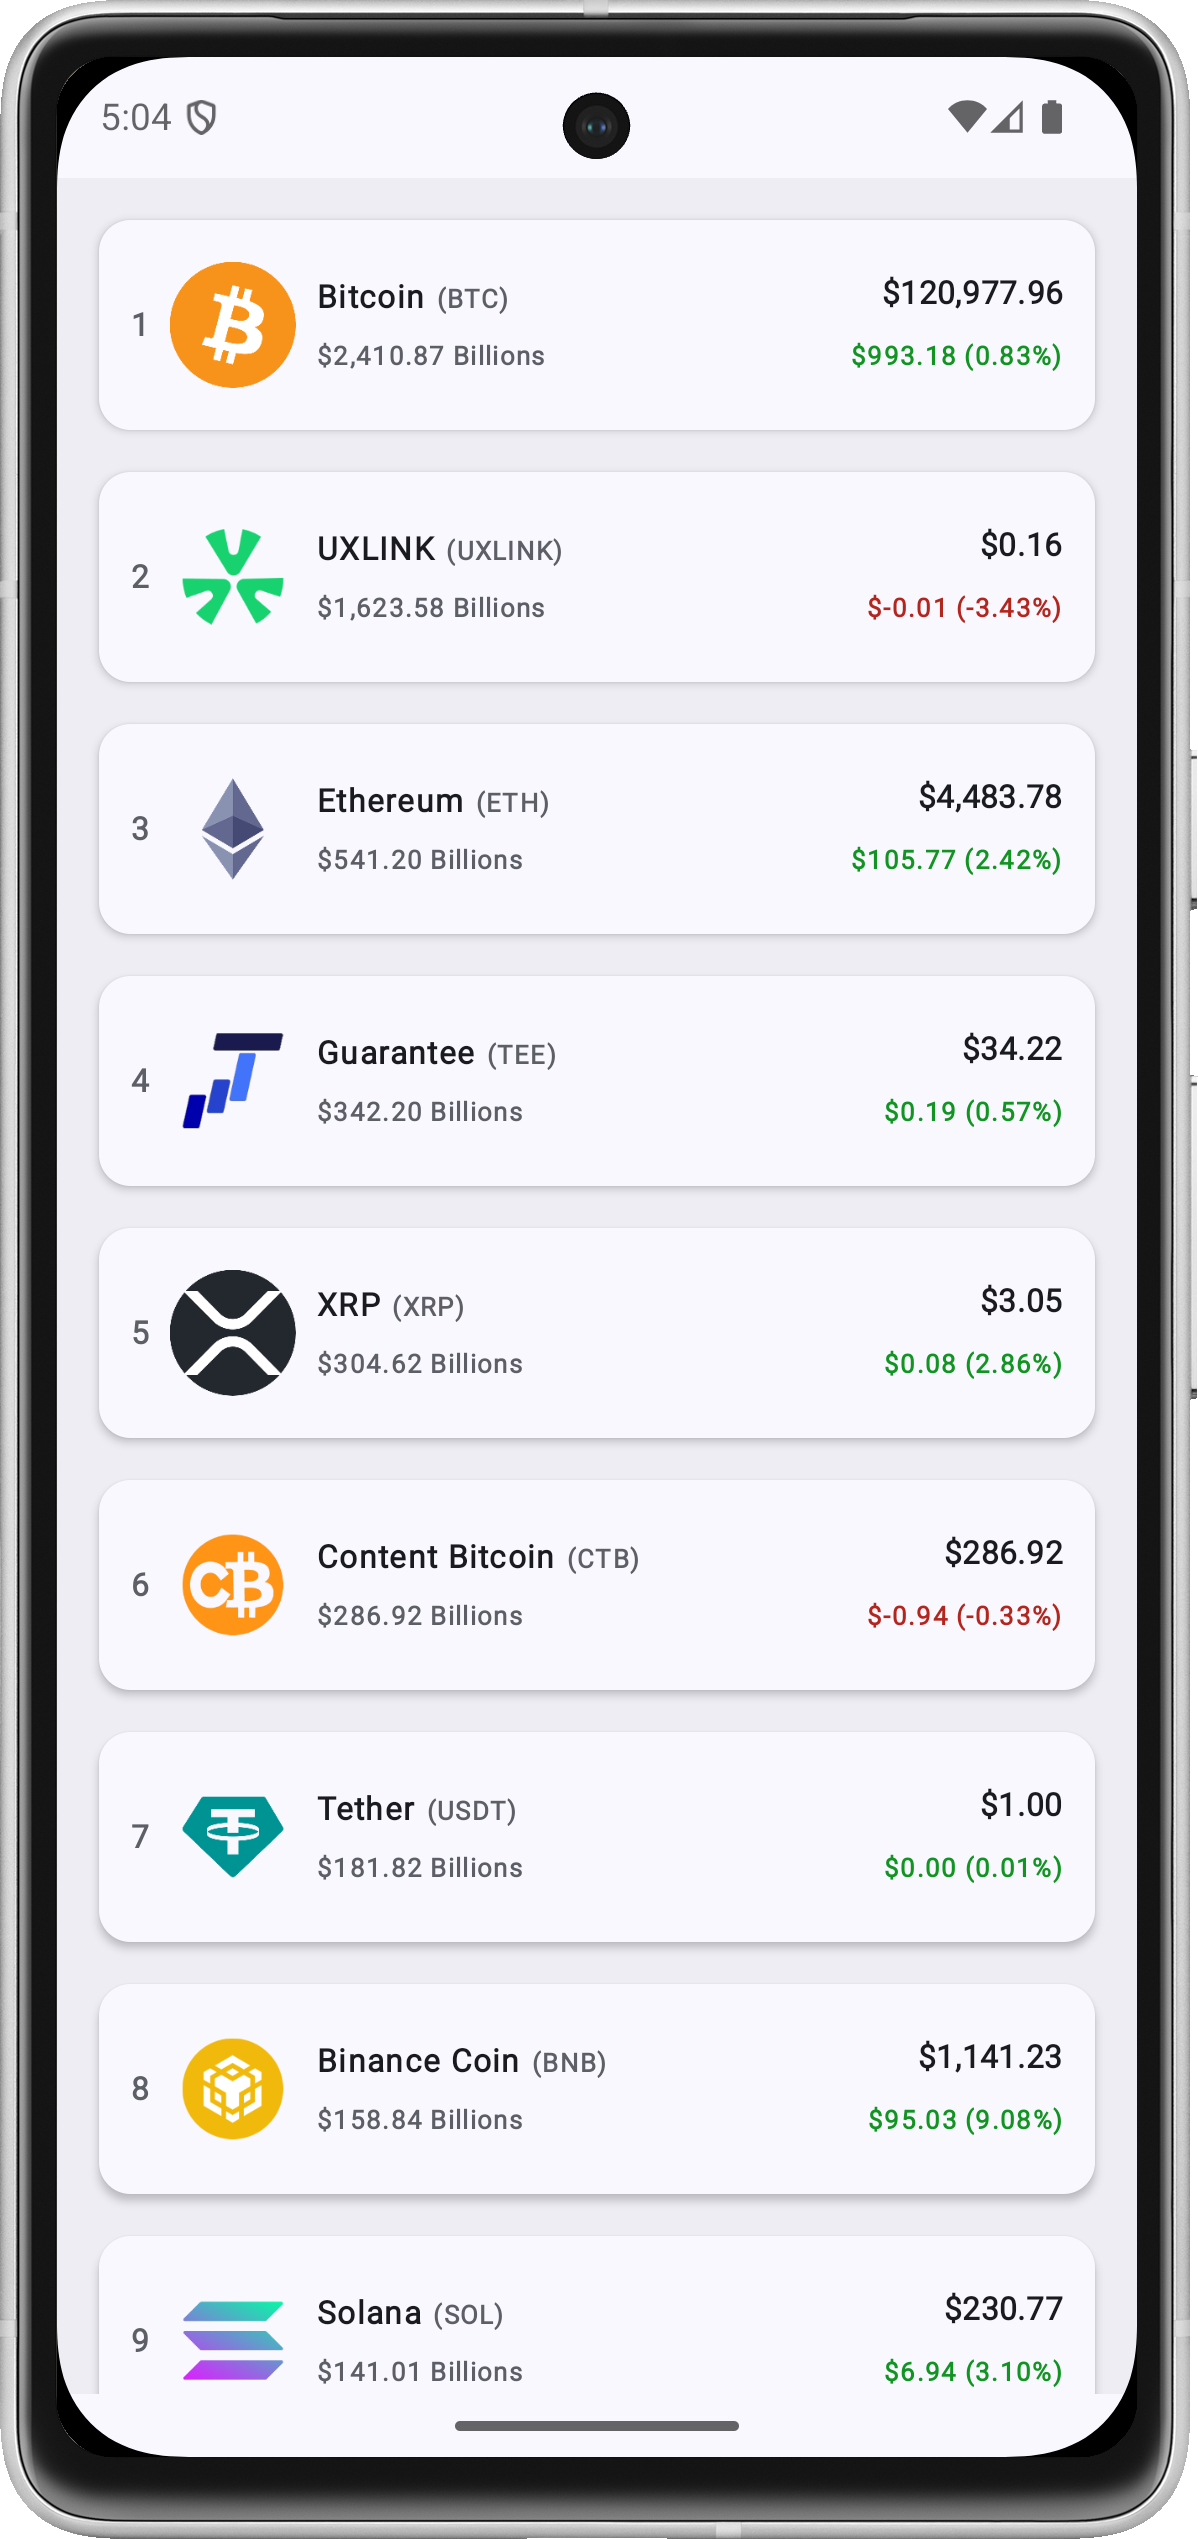 5:04
1
Bitcoin (BTC)
$120,977.96
$2,410.87 Billions
$993.18 (0.83%)
2
UXLINK (UXLINK)
$0.16
$1,623.58 Billions
$-0.01 (-3.43%)
3
Ethereum (ETH)
$4,483.78
$541.20 Billions
$105.77 (2.42%)
4
Guarantee (TEE)
$34.22
$342.20 Billions
$0.19 (0.57%)
5
XRP (XRP)
$3.05
$304.62 Billions
$0.08 (2.86%)
6
Content Bitcoin (CTB)
$286.92
$286.92 Billions
$-0.94 (-0.33%)
7
Tether (USDT)
$1.00
$181.82 Billions
$0.00 (0.01%)
8
Binance Coin (BNB)
$1,141.23
$158.84 Billions
$95.03 (9.08%)
9
Solana (SOL)
$230.77
$141.01 Billions
$6.94 (3.10%)